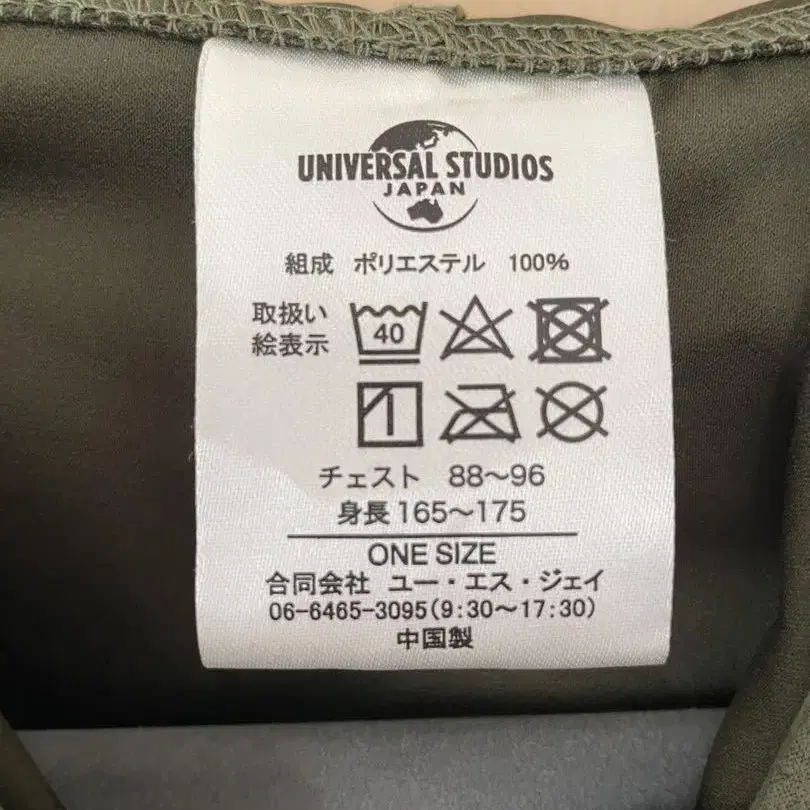 UNIVERSAL STUDIOS
JAPAN
組成 ポリエステル 100%
取扱い
絵表示
40
チェスト 88～96
身長 165～175
ONE SIZE
合同会社 ユー・エス・ジェイ
06-6465-3095(9:30～17:30)
中国製